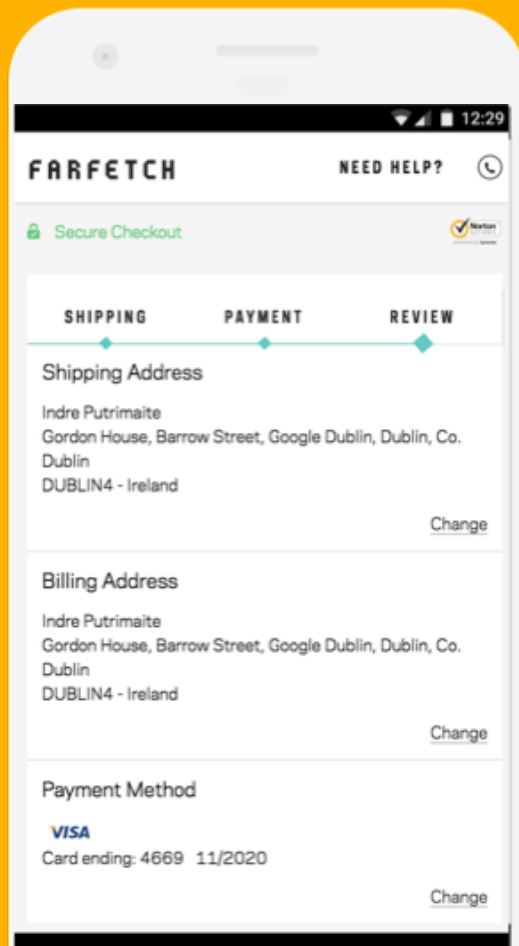 12:29
FARFETCH NEED HELP?
Secure Checkout Norton
SHIPPING PAYMENT REVIEW
Shipping Address
Indre Putrimaite
Gordon House, Barrow Street, Google Dublin, Dublin, Co.
Dublin
DUBLIN4 - Ireland
Change
Billing Address
Indre Putrimaite
Gordon House, Barrow Street, Google Dublin, Dublin, Co.
Dublin
DUBLIN4 - Ireland
Change
Payment Method
VISA
Card ending: 4669 11/2020
Change